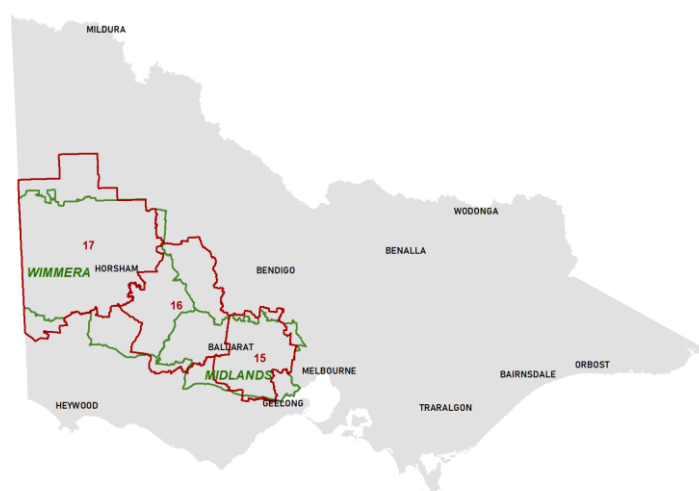 MILDURA
WODONGA
17
BENALLA
WIMMERA
HORSHAM
BENDIGO
16
BALLARAT
15
MIDLANDS
MELBOURNE
ORBOST
BAIRNSDALE
HEYWOOD
GEELONG
TRARALGON